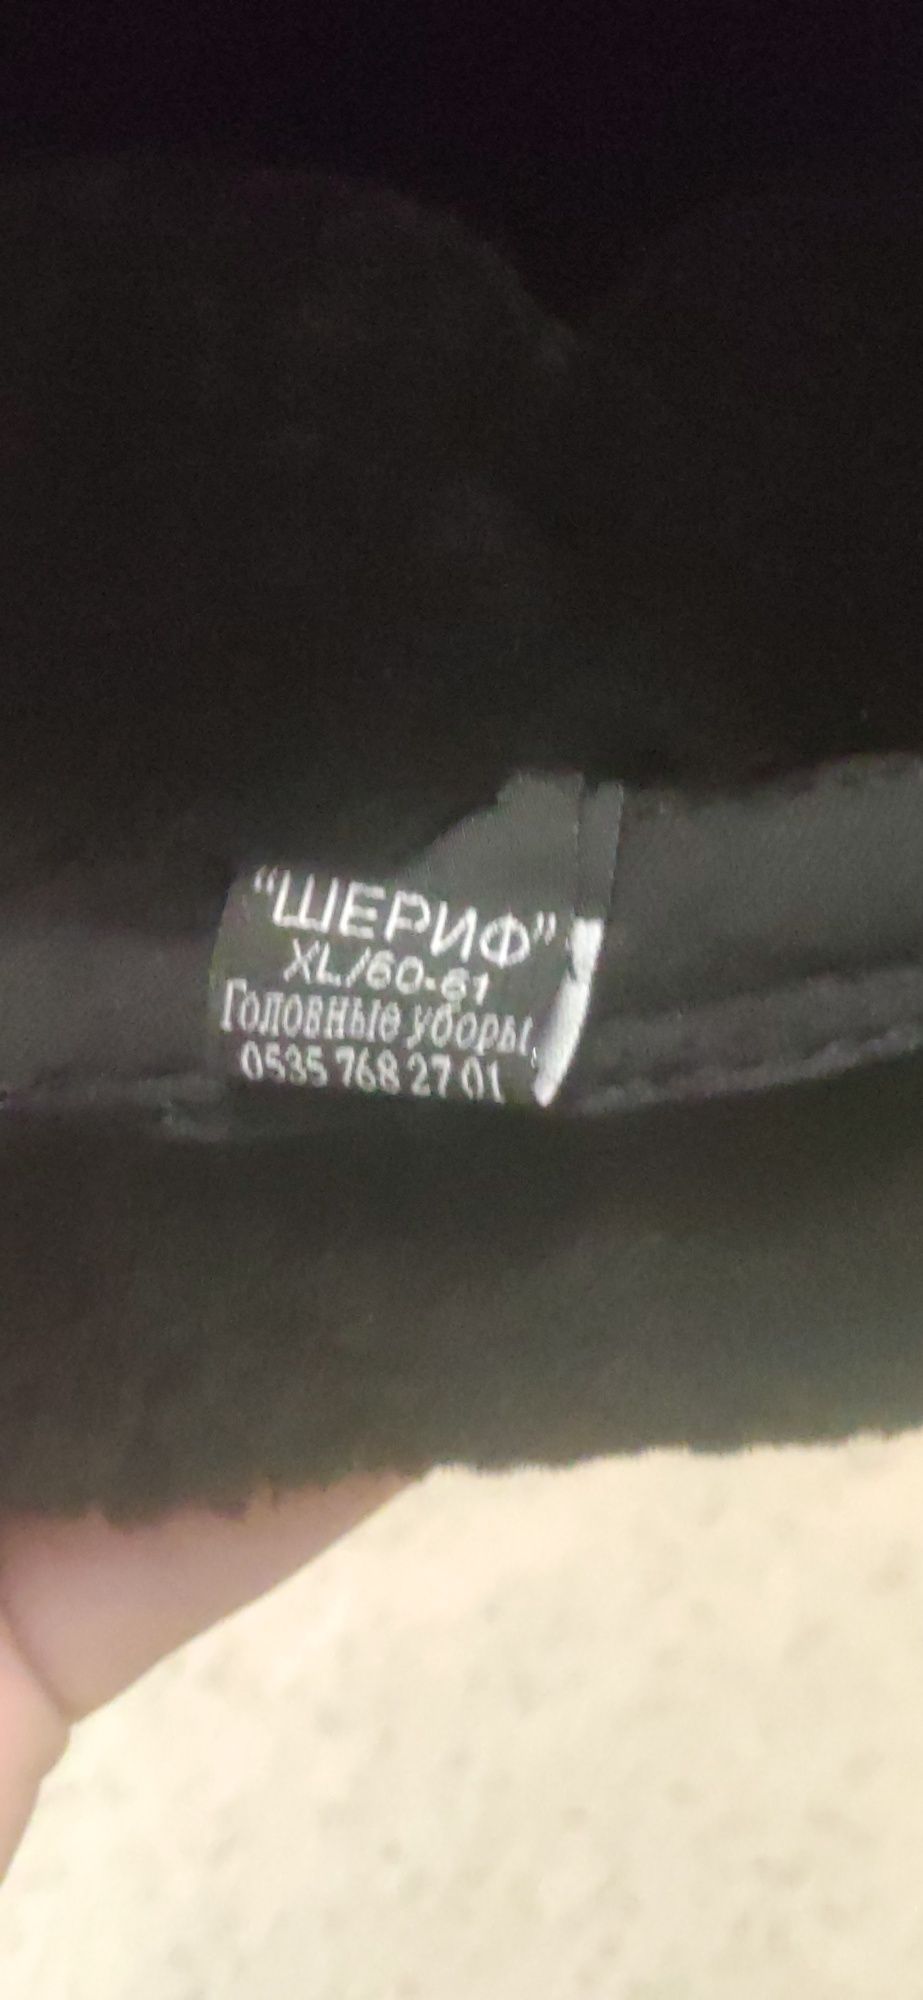 "ШЕРИФ"
XL/60-61
Головные уборы
0535 768 27 01